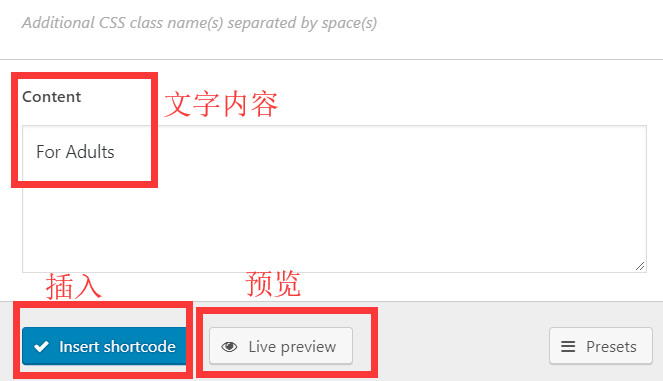 Additional CSS class name(s) separated by space(s)
Content
文字内容
For Adults
插入
预览
Insert shortcode
Live preview
Presets